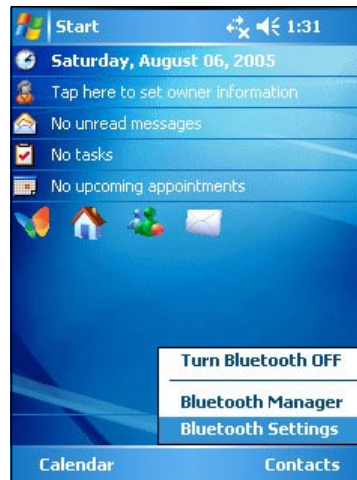 Start 1:31
Saturday, August 06, 2005
Tap here to set owner information
No unread messages
No tasks
No upcoming appointments
Turn Bluetooth OFF
Bluetooth Manager
Bluetooth Settings
Calendar Contacts